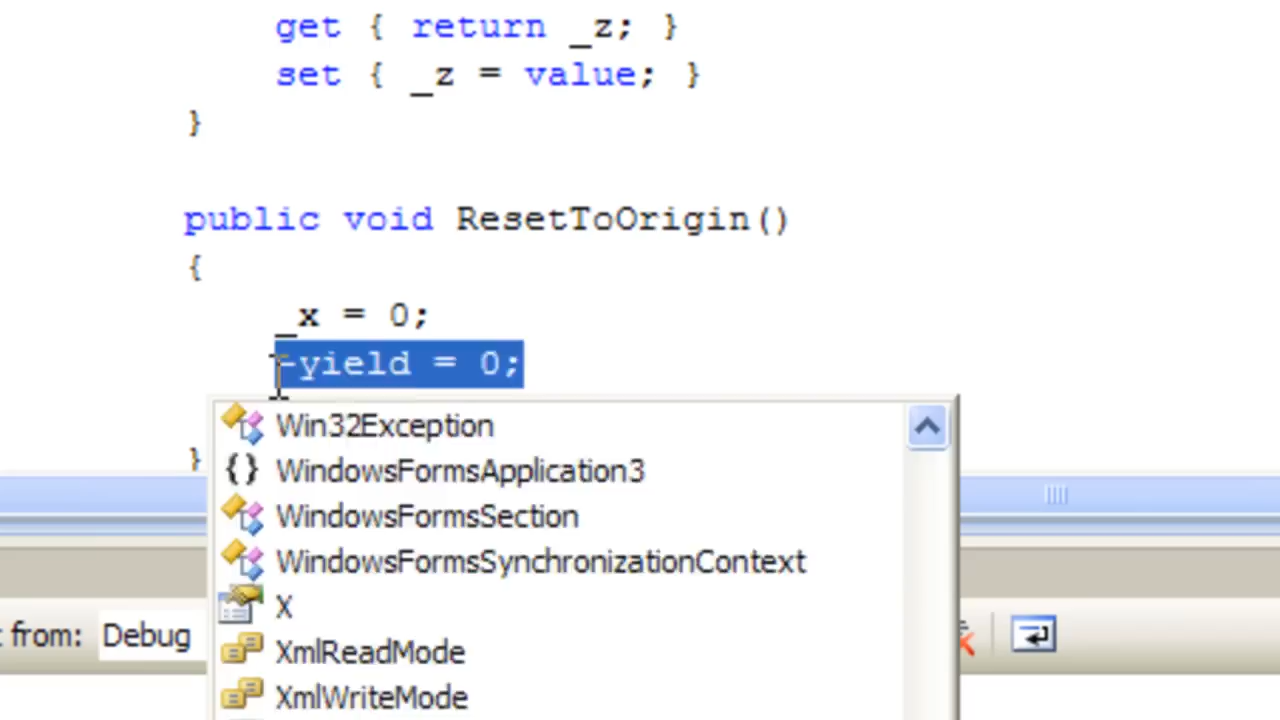 get { return _z; }
set { _z = value; }
}
public void ResetToOrigin()
{
_x = 0;
-yield = 0;
}
Win32Exception
WindowsFormsApplication3
WindowsFormsSection
WindowsFormsSynchronizationContext
X
XmlReadMode
XmlWriteMode
from: Debug